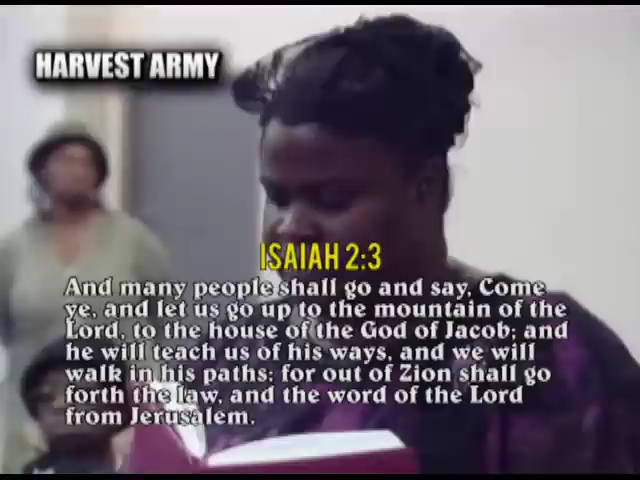 HARVEST ARMY
ISAIAH 2:3
And many people shall go and say, Come
ye, and let us go up to the mountain of the
Lord, to the house of the God of Jacob; and
he will teach us of his ways, and we will
walk in his paths: for out of Zion shall go
forth the law, and the word of the Lord
from Jerusalem.